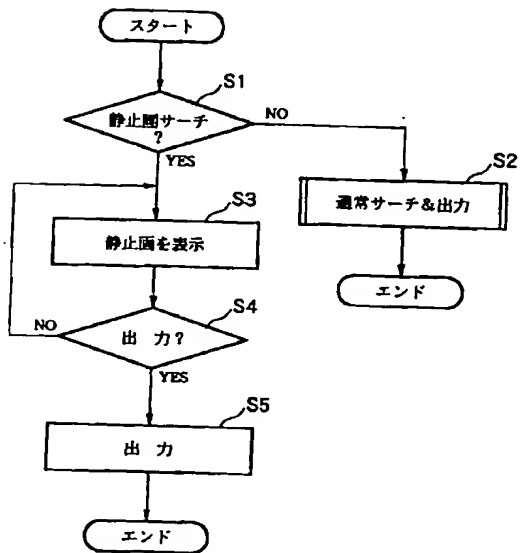 スタート
S1
静止画サーチ
?
NO
YES
S2
通常サーチ&出力
エンド
S3
静止画を表示
S4
出 力?
NO
YES
S5
出 力
エンド